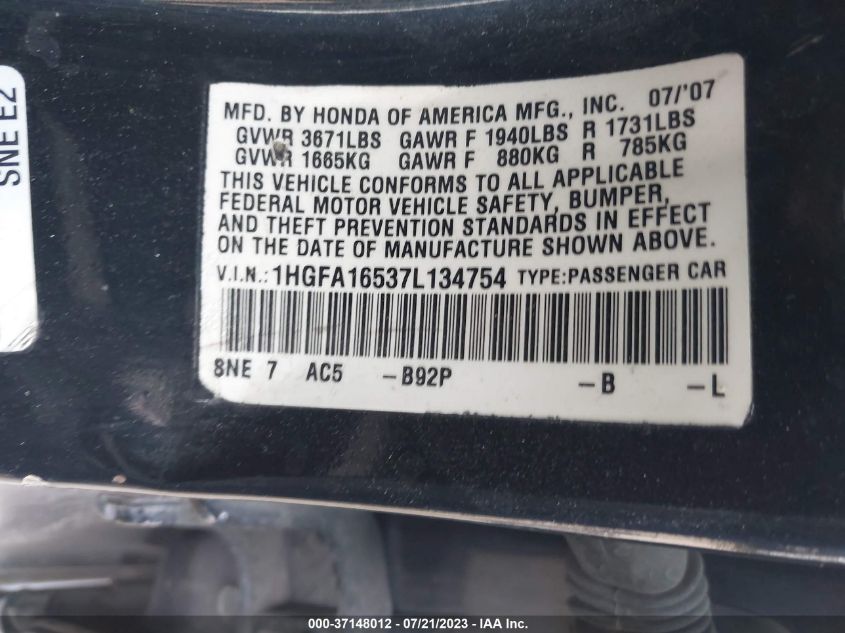 SNE E2
MFD. BY HONDA OF AMERICA MFG., INC. 07/'07
GVWR 3671LBS GAWR F 1940LBS R 1731LBS
GVWR 1665KG GAWR F 880KG R 785KG
THIS VEHICLE CONFORMS TO ALL APPLICABLE
FEDERAL MOTOR VEHICLE SAFETY, BUMPER,
AND THEFT PREVENTION STANDARDS IN EFFECT
ON THE DATE OF MANUFACTURE SHOWN ABOVE.
V.I.N.: 1HGFA16537L134754 TYPE:PASSENGER CAR
8NE 7 AC5 -B92P -B -L
000-37148012 - 07/21/2023 - IAAI.com